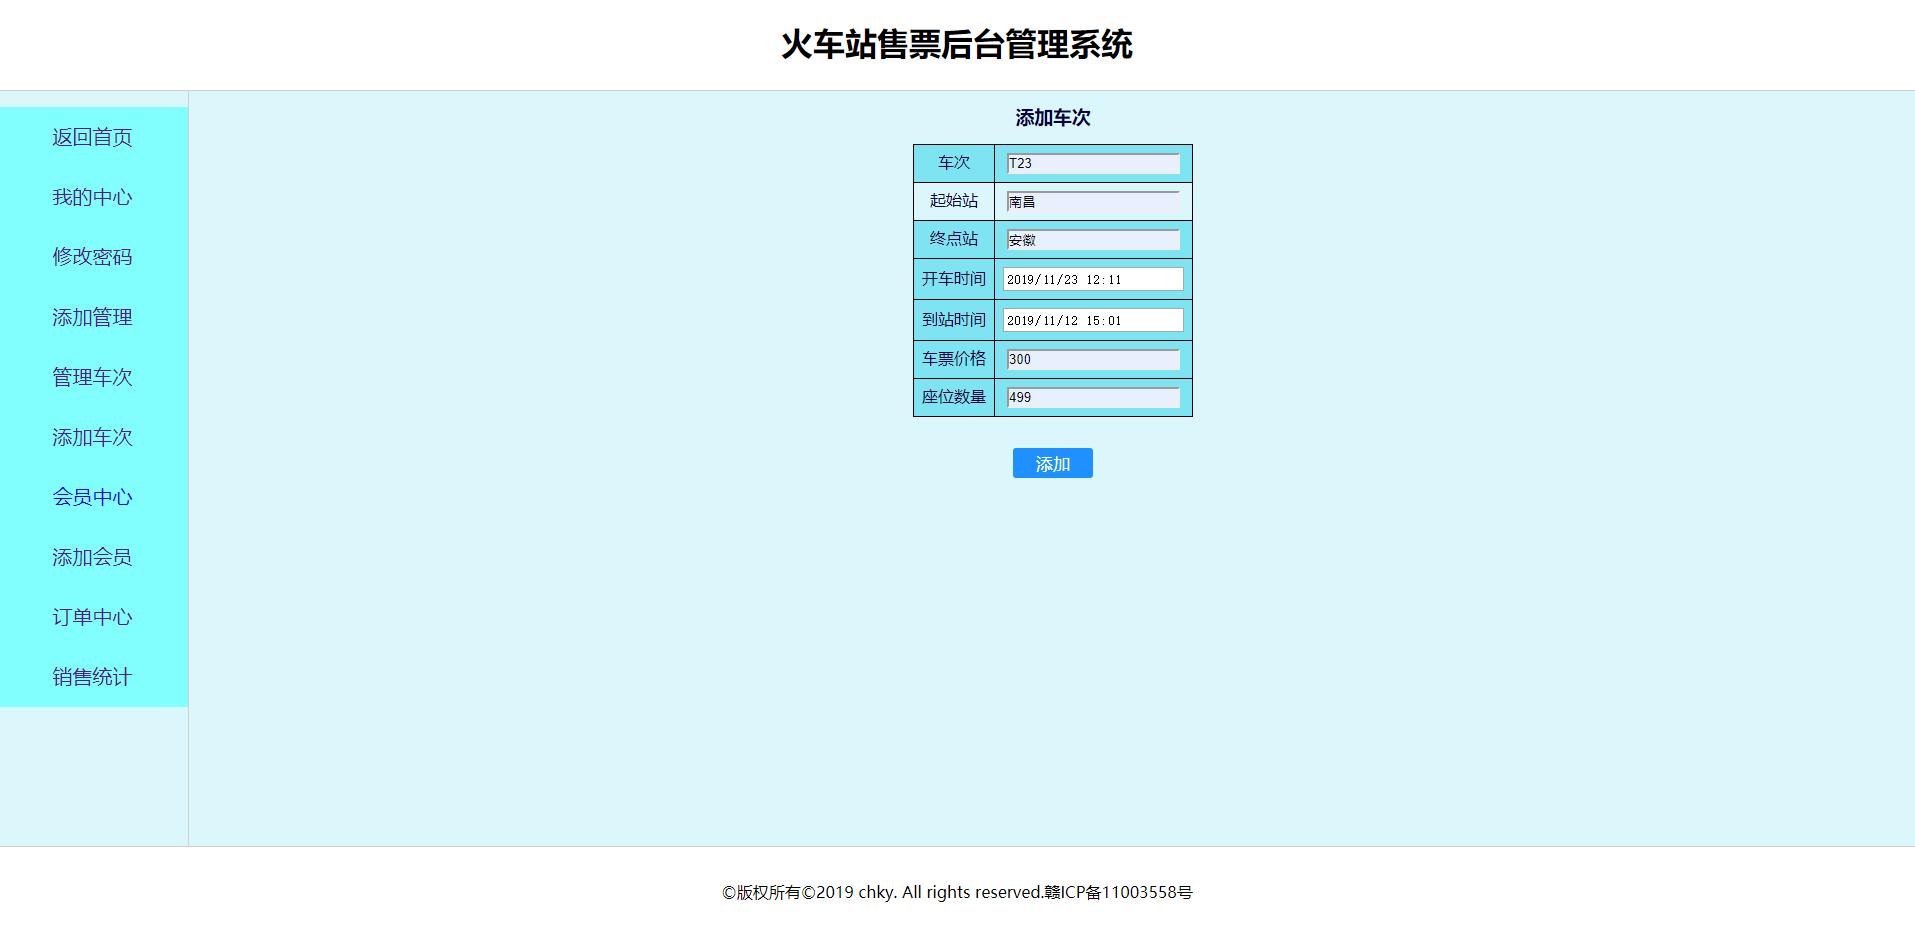 火车站售票后台管理系统
返回首页
我的中心
修改密码
添加管理
管理车次
添加车次
会员中心
添加会员
订单中心
销售统计
添加车次
车次 T23
起始站 南昌
终点站 安徽
开车时间 2019/11/23 12:11
到站时间 2019/11/12 15:01
车票价格 300
座位数量 499
添加
©版权所有©2019 chky. All rights reserved.赣ICP备11003558号